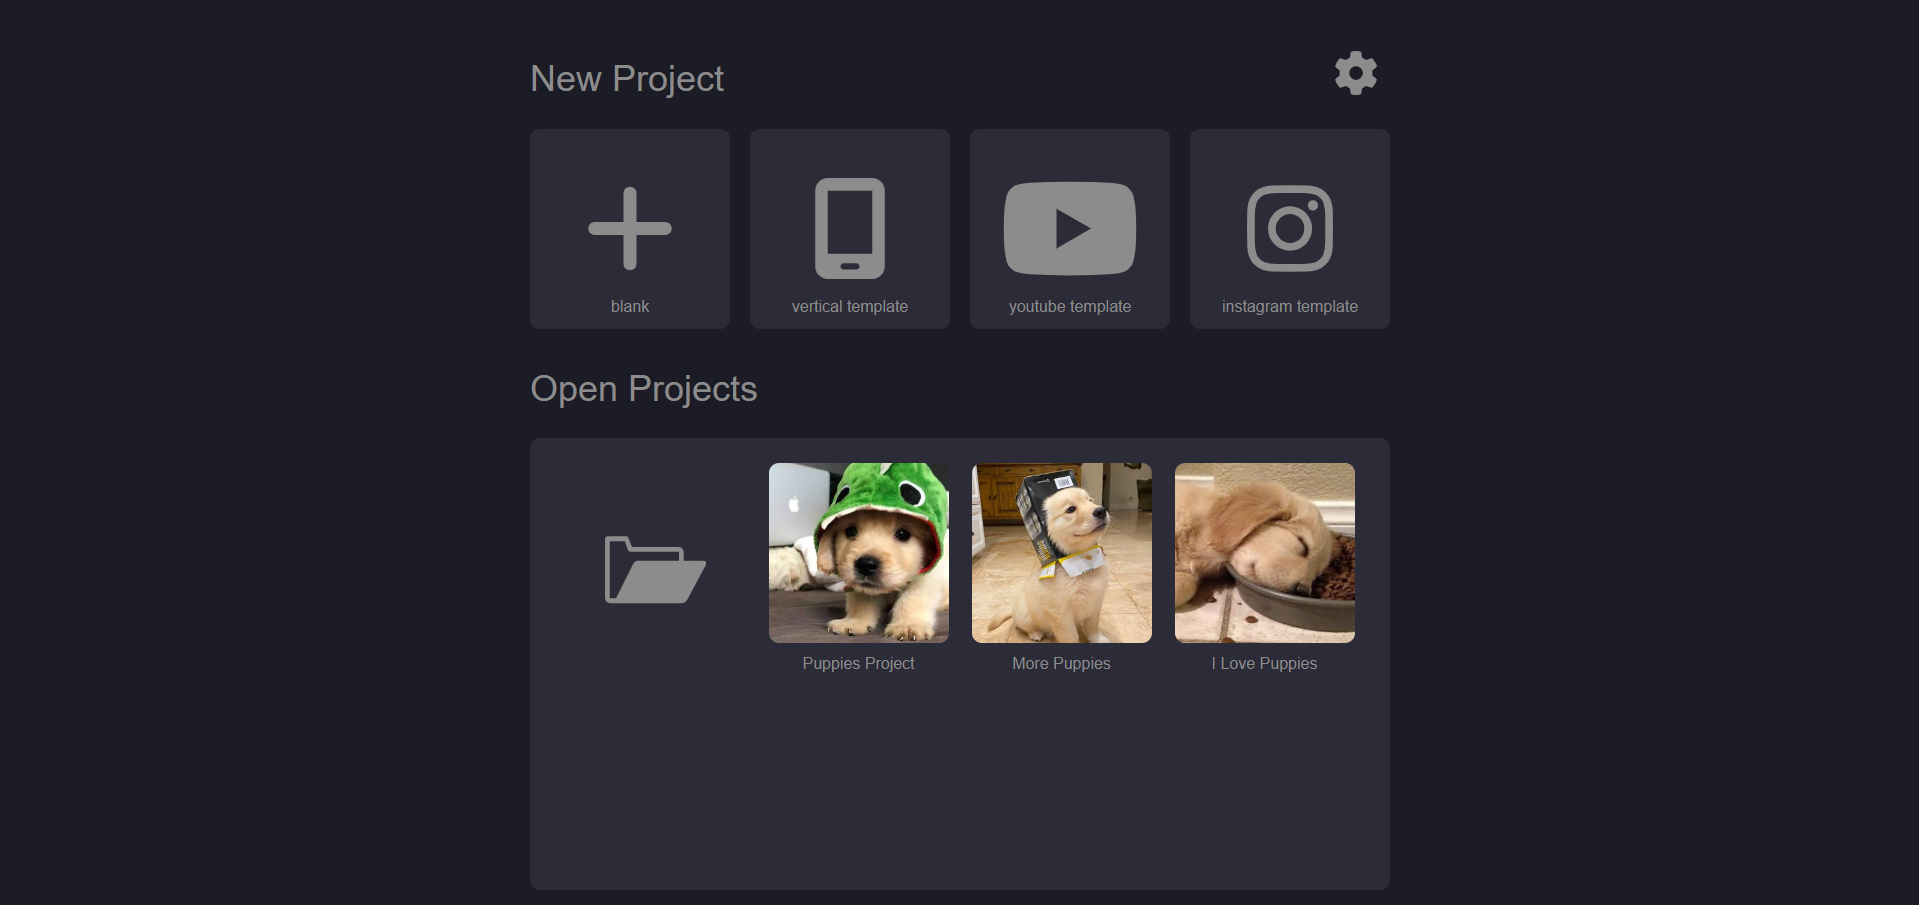 New Project
blank
vertical template
youtube template
instagram template
Open Projects
Puppies Project
More Puppies
I Love Puppies